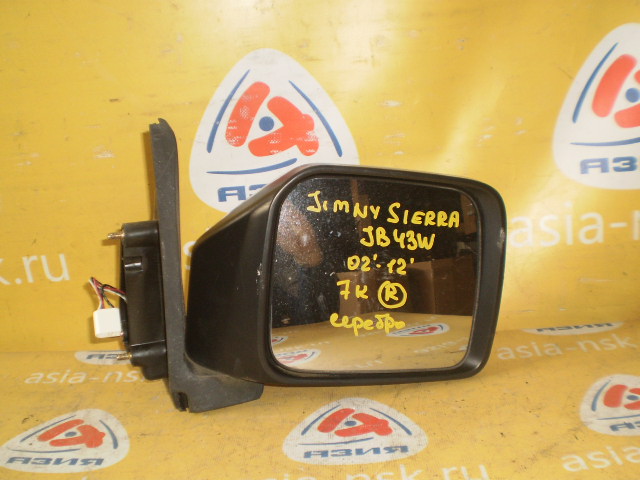 JIMNY SIERRA
JB43W
02'-12'
7K R
серебро
АЗИЯ
АЗИЯ
АЗИЯ
АЗИЯ
asia-nsk.ru
asia-nsk.ru
asia-nsk.ru